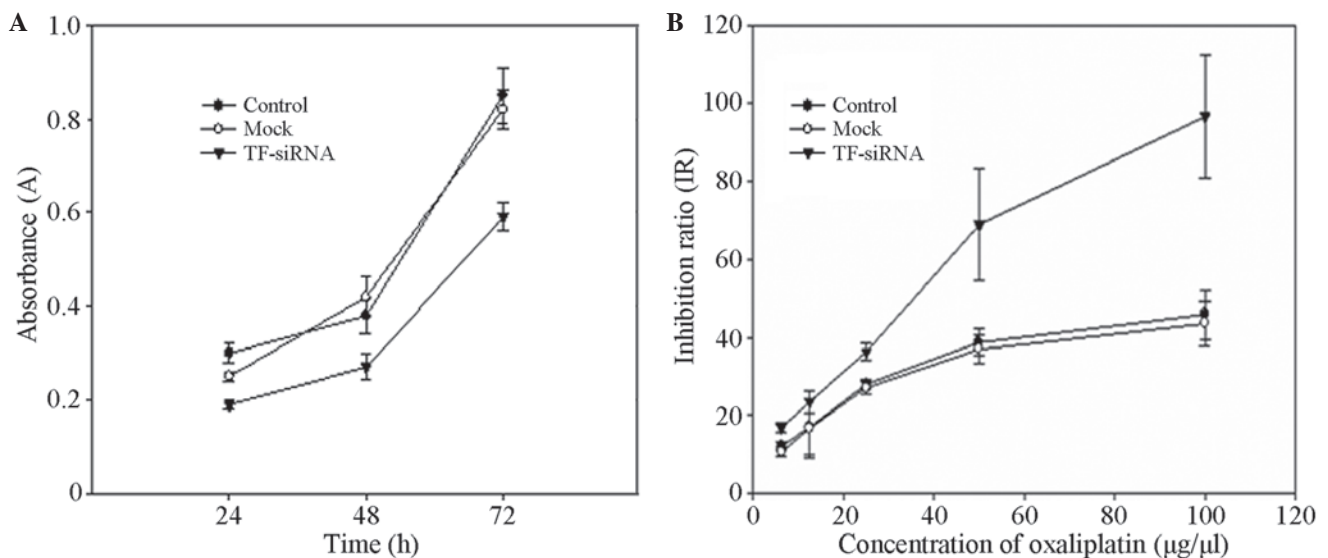 A
1.0
0.8
0.6
0.4
0.2
0
Absorbance (A)
Control
Mock
TF-siRNA
24 48 72
Time (h)
B
120
100
80
60
40
20
0
Inhibition ratio (IR)
Control
Mock
TF-siRNA
0 20 40 60 80 100 120
Concentration of oxaliplatin (µg/µl)